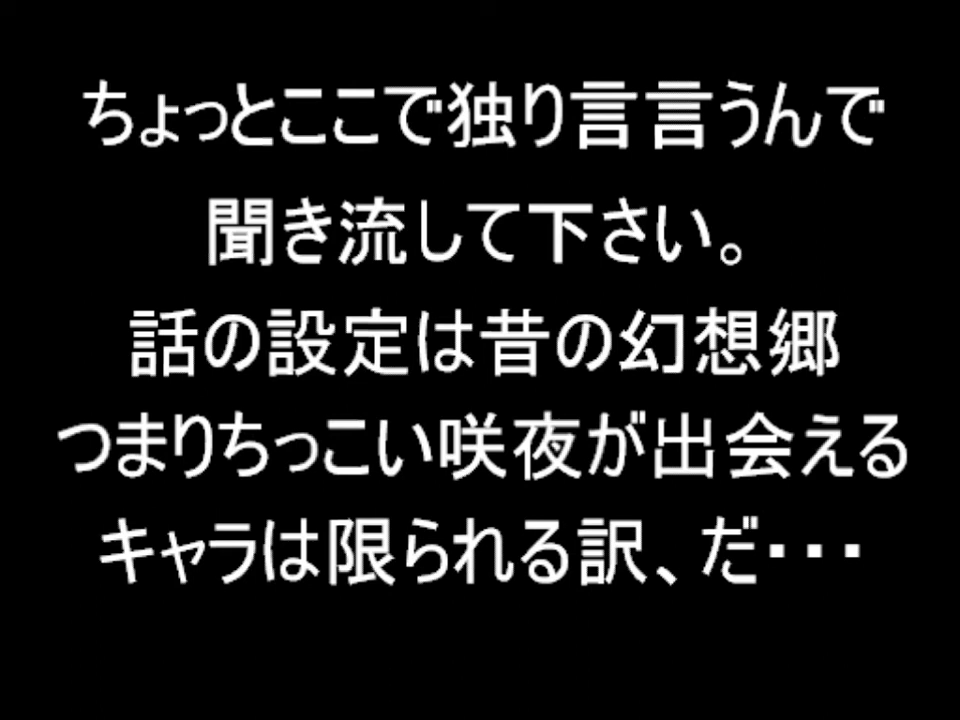 ちょっとここで独り言言うんで
聞き流して下さい。
話の設定は昔の幻想郷
つまりちっこい咲夜が出会える
キャラは限られる訳、だ・・・